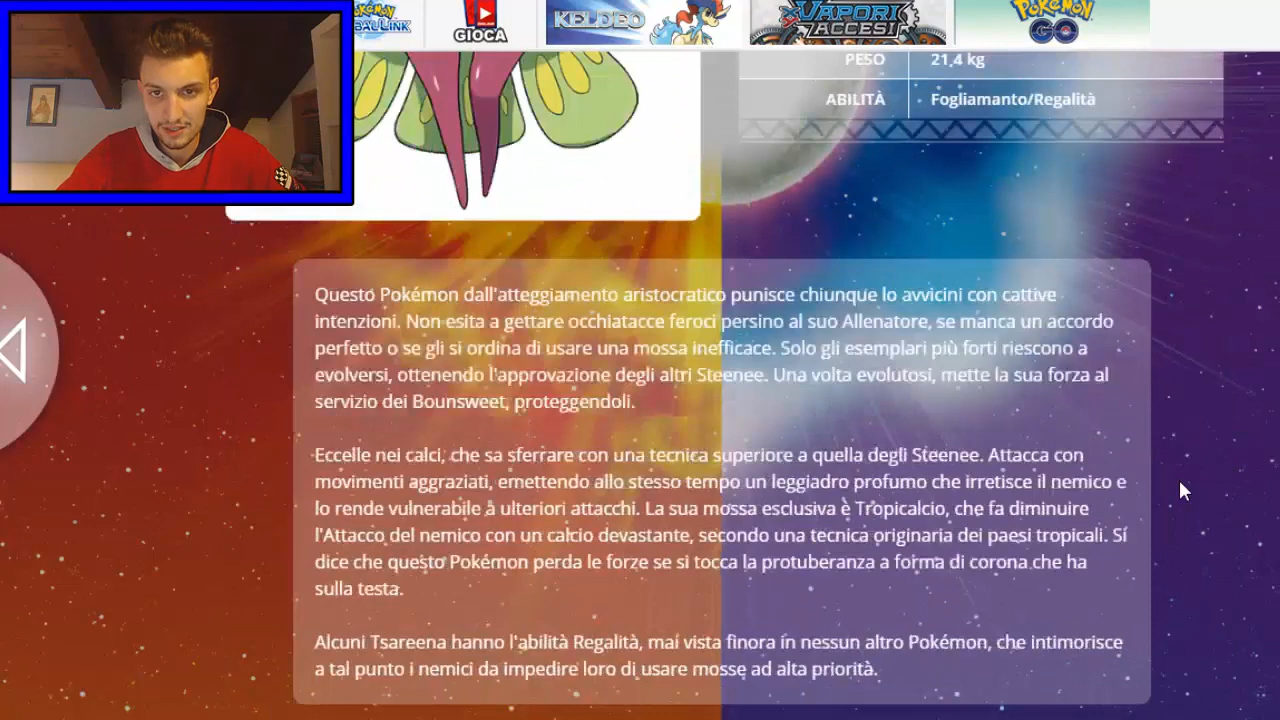 POKÉMON
GIOCA
KELDEO
VAPORI
ACCESI
POKÉMON
GO
PESO 21,4 kg
ABILITÀ Fogliamanto/Regalità
Questo Pokémon dall'atteggiamento aristocratico punisce chiunque lo avvicini con cattive
intenzioni. Non esita a gettare occhiatacce feroci persino al suo Allenatore, se manca un accordo
perfetto o se gli si ordina di usare una mossa inefficace. Solo gli esemplari più forti riescono a
evolversi, ottenendo l'approvazione degli altri Steenee. Una volta evolutosi, mette la sua forza al
servizio dei Bounsweet, proteggendoli.
Eccelle nei calci, che sa sferrare con una tecnica superiore a quella degli Steenee. Attacca con
movimenti aggraziati, emettendo allo stesso tempo un leggiadro profumo che irretisce il nemico e
lo rende vulnerabile a ulteriori attacchi. La sua mossa esclusiva è Tropicalcio, che fa diminuire
l'Attacco del nemico con un calcio devastante, secondo una tecnica originaria dei paesi tropicali. Si
dice che questo Pokémon perda le forze se si tocca la protuberanza a forma di corona che ha
sulla testa.
Alcuni Tsareena hanno l'abilità Regalità, mai vista finora in nessun altro Pokémon, che intimorisce
a tal punto i nemici da impedire loro di usare mosse ad alta priorità.